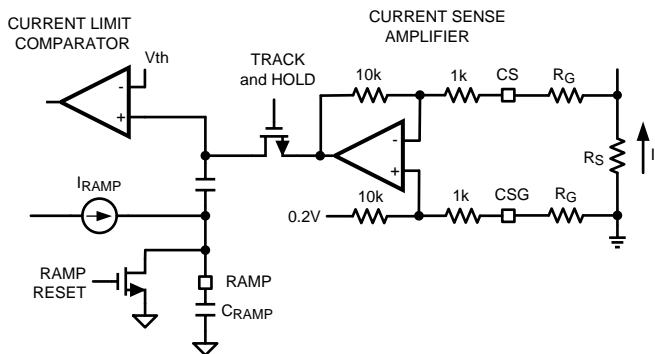 CURRENT LIMIT
COMPARATOR
Vth
TRACK
and HOLD
CURRENT SENSE
AMPLIFIER
10k
1k
CS
RG
-
+
-
+
RS
I
IRAMP
10k
1k
CSG
RG
0.2V
RAMP
RESET
RAMP
CRAMP